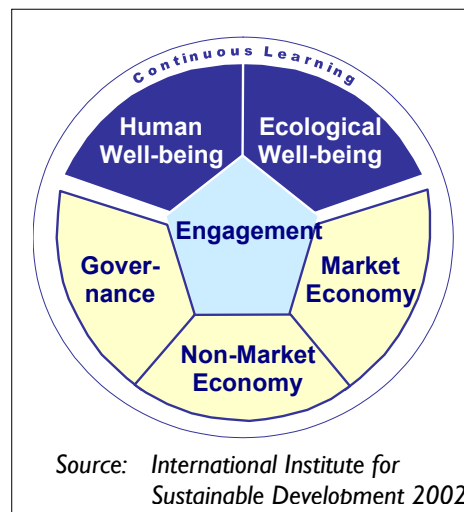 Continuous Learning
Human
Well-being
Ecological
Well-being
Engagement
Gover-
nance
Market
Economy
Non-Market
Economy
Source: International Institute for
Sustainable Development 2002